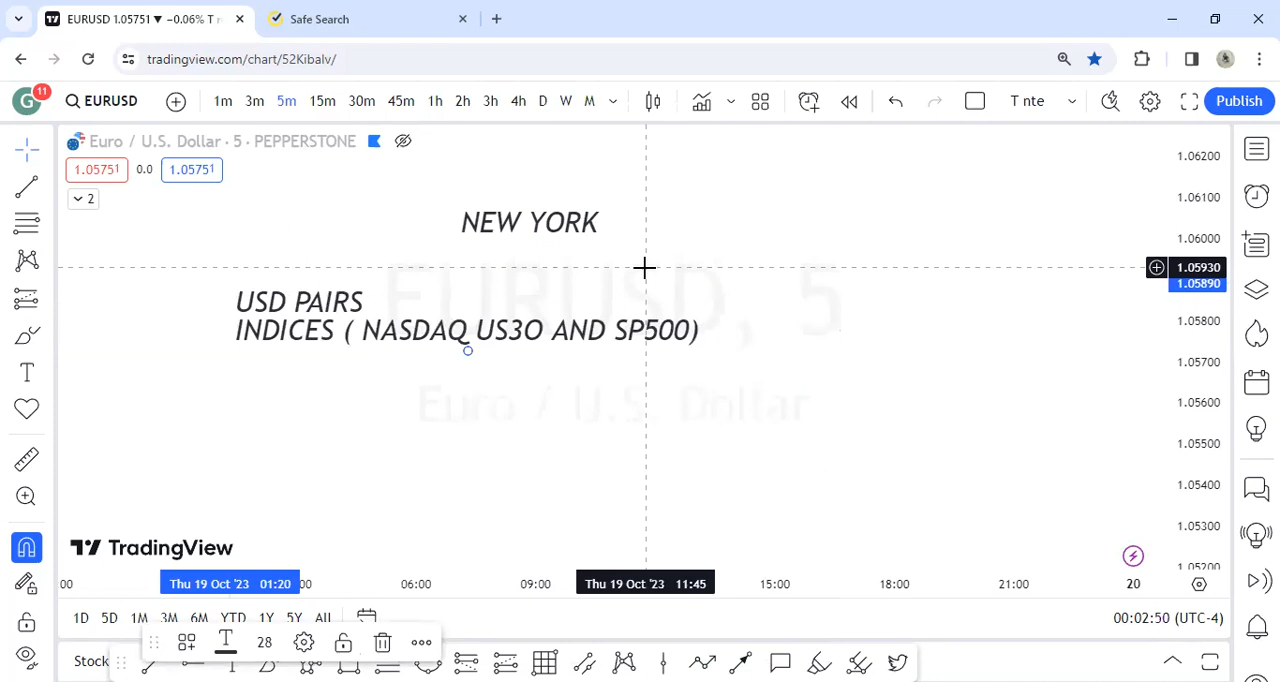 EURUSD 1.05751 ▼ −0.06% T n
Safe Search
tradingview.com/chart/52Kibalv/
G 11
EURUSD 1m 3m 5m 15m 30m 45m 1h 2h 3h 4h D W M T nte Publish
Euro / U.S. Dollar · 5 · PEPPERSTONE
1.05751 0.0 1.05751
2
NEW YORK
USD PAIRS
INDICES ( NASDAQ US3O AND SP500)
EURUSD, 5
Euro / U.S. Dollar
1.06200
1.06100
1.06000
1.05930
1.05890
1.05800
1.05700
1.05600
1.05500
1.05400
1.05300
1.05200
TradingView
:00 Thu 19 Oct '23 01:20 :00 06:00 09:00 Thu 19 Oct '23 11:45 15:00 18:00 21:00 20
1D 5D 1M 3M 6M YTD 1Y 5Y All 00:02:50 (UTC-4)
T 28
Stock